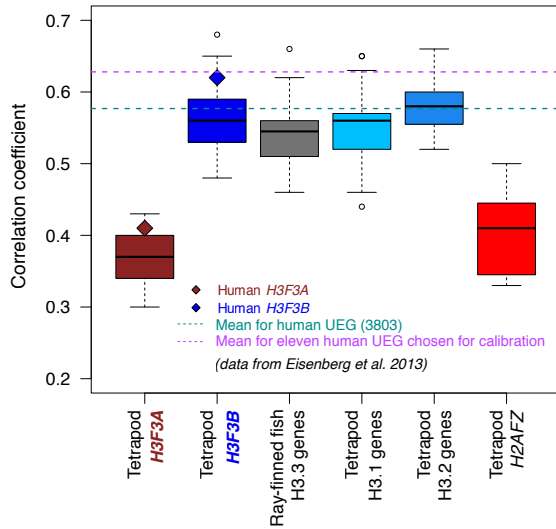 0.7
0.6
0.5
0.4
0.3
0.2
Correlation coefficient
Human H3F3A
Human H3F3B
Mean for human UEG (3803)
Mean for eleven human UEG chosen for calibration
(data from Eisenberg et al. 2013)
Tetrapod
H3F3A
Tetrapod
H3F3B
Ray-finned fish
H3.3 genes
Tetrapod
H3.1 genes
Tetrapod
H3.2 genes
Tetrapod
H2AFZ